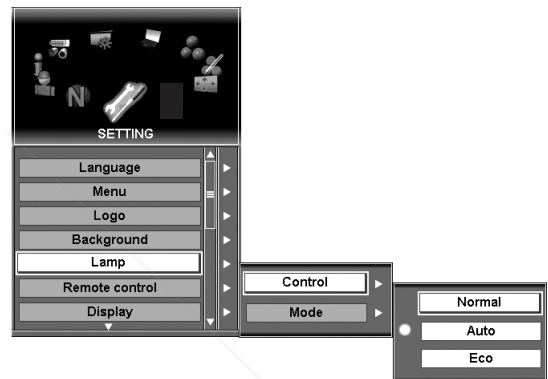 N
SETTING
Language
Menu
Logo
Background
Lamp
Remote control
Display
Control
Mode
Normal
Auto
Eco